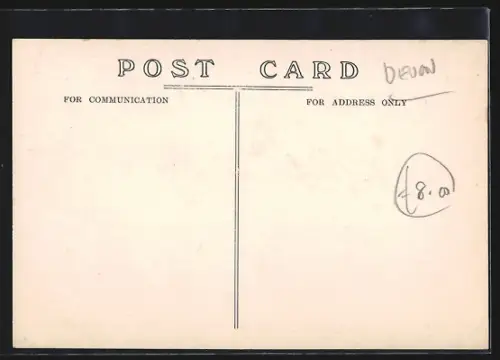 POST CARD
DEVON
FOR COMMUNICATION
FOR ADDRESS ONLY
£8.00